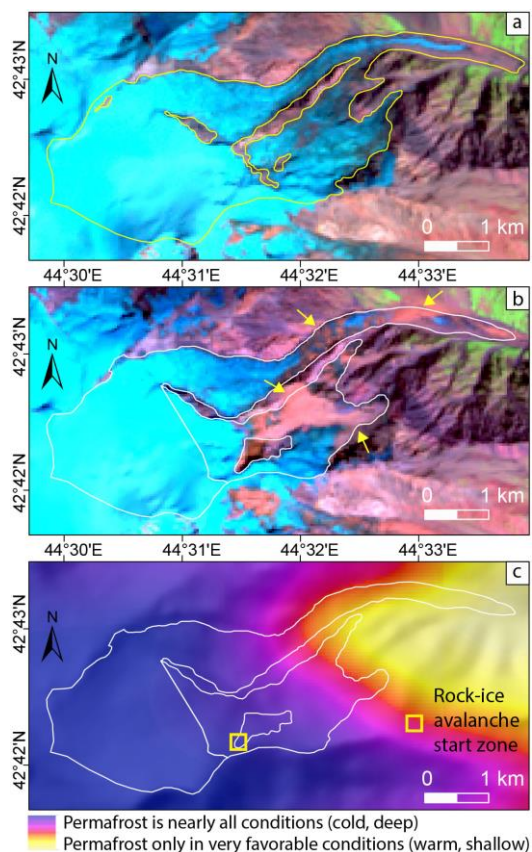 a
42°43'N
N
42°42'N
0 1 km
44°30'E 44°31'E 44°32'E 44°33'E
b
42°43'N
N
42°42'N
0 1 km
44°30'E 44°31'E 44°32'E 44°33'E
c
42°43'N
N
42°42'N
Rock-ice
avalanche
start zone
0 1 km
Permafrost is nearly all conditions (cold, deep)
Permafrost only in very favorable conditions (warm, shallow)